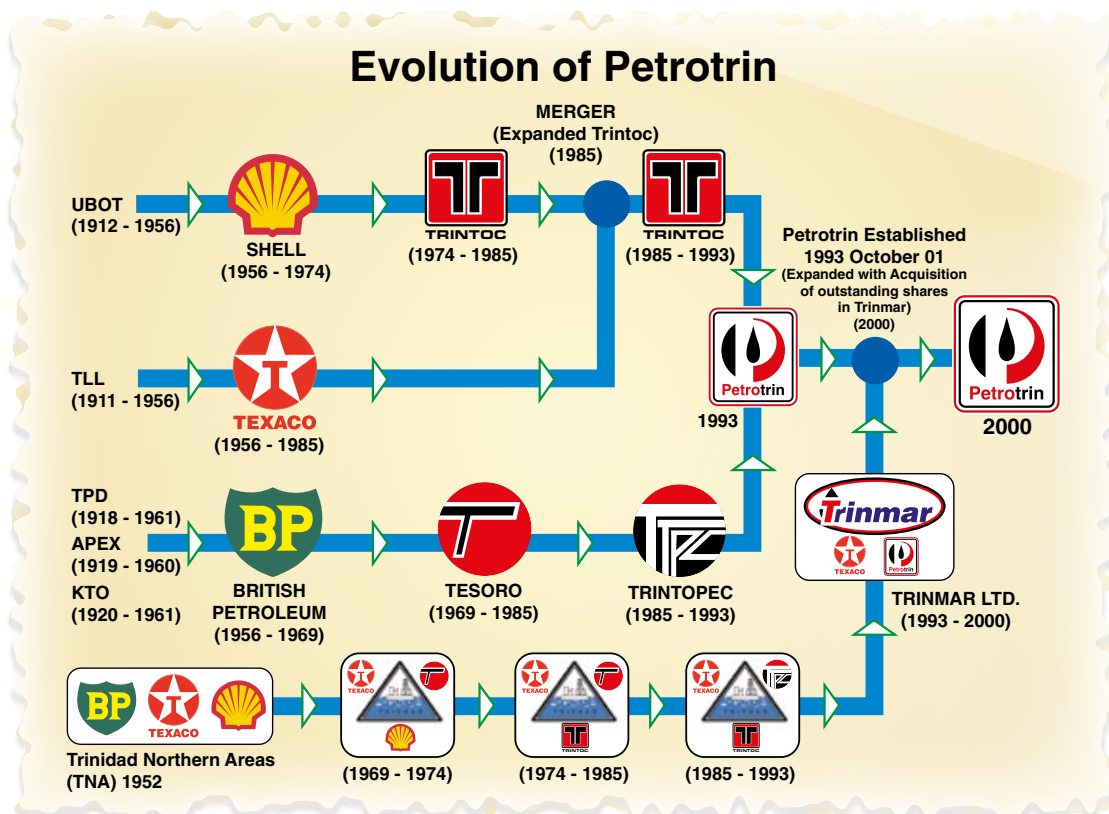 Evolution of Petrotrin
MERGER
(Expanded Trintoc)
(1985)
UBOT
(1912 - 1956)
SHELL
(1956 - 1974)
TRINTOC
(1974 - 1985)
TRINTOC
(1985 - 1993)
Petrotrin Established
1993 October 01
(Expanded with Acquisition
of outstanding shares
in Trinmar)
(2000)
Petrotrin
1993
Petrotrin
2000
TLL
(1911 - 1956)
T
TEXACO
(1956 - 1985)
TPD
(1918 - 1961)
APEX
(1919 - 1960)
KTO
(1920 - 1961)
BP
BRITISH
PETROLEUM
(1956 - 1969)
TESORO
(1969 - 1985)
TRINTOPEC
(1985 - 1993)
Trinmar
TEXACO
Petrotrin
TRINMAR LTD.
(1993 - 2000)
BP
T
TEXACO
Trinidad Northern Areas
(TNA) 1952
TEXACO
TRINMAR
(1969 - 1974)
TEXACO
TRINMAR
TRINTOC
(1974 - 1985)
TEXACO
TRINMAR
TRINTOC
(1985 - 1993)